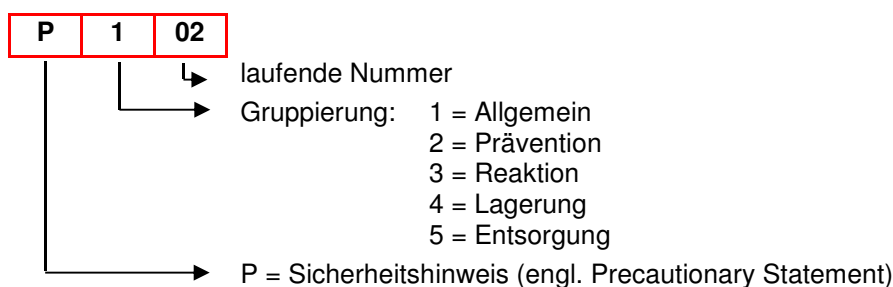 P 1 02
laufende Nummer
Gruppierung: 1 = Allgemein
2 = Prävention
3 = Reaktion
4 = Lagerung
5 = Entsorgung
P = Sicherheitshinweis (engl. Precautionary Statement)